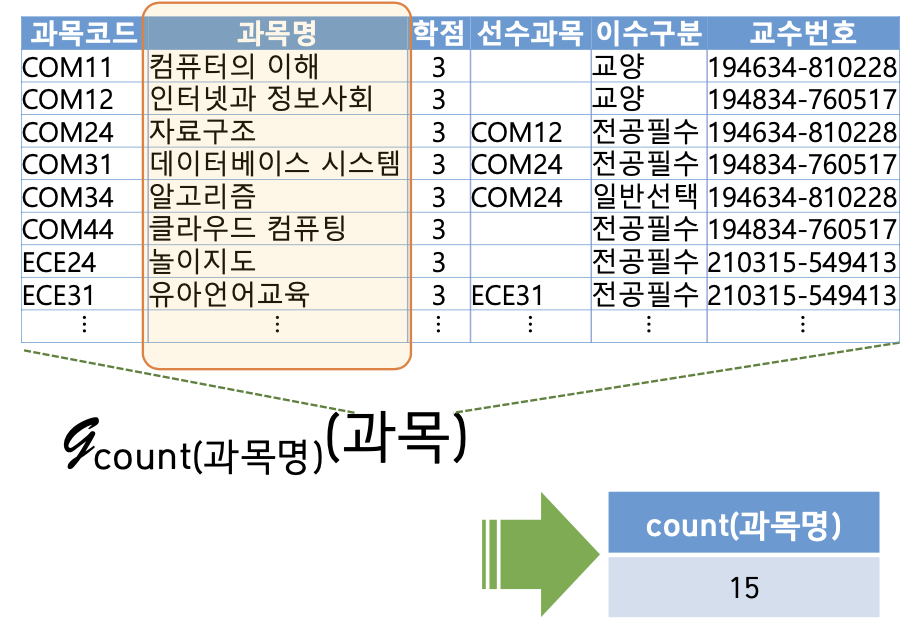 과목코드 과목명 학점 선수과목 이수구분 교수번호
COM11 컴퓨터의 이해 3 교양 194634-810228
COM12 인터넷과 정보사회 3 교양 194834-760517
COM24 자료구조 3 COM12 전공필수 194634-810228
COM31 데이터베이스 시스템 3 COM24 전공필수 194834-760517
COM34 알고리즘 3 COM24 일반선택 194634-810228
COM44 클라우드 컴퓨팅 3 전공필수 194834-760517
ECE24 놀이지도 3 전공필수 210315-549413
ECE31 유아언어교육 3 ECE31 전공필수 210315-549413
⋮ ⋮ ⋮ ⋮ ⋮ ⋮
𝒢count(과목명)(과목)
count(과목명)
15